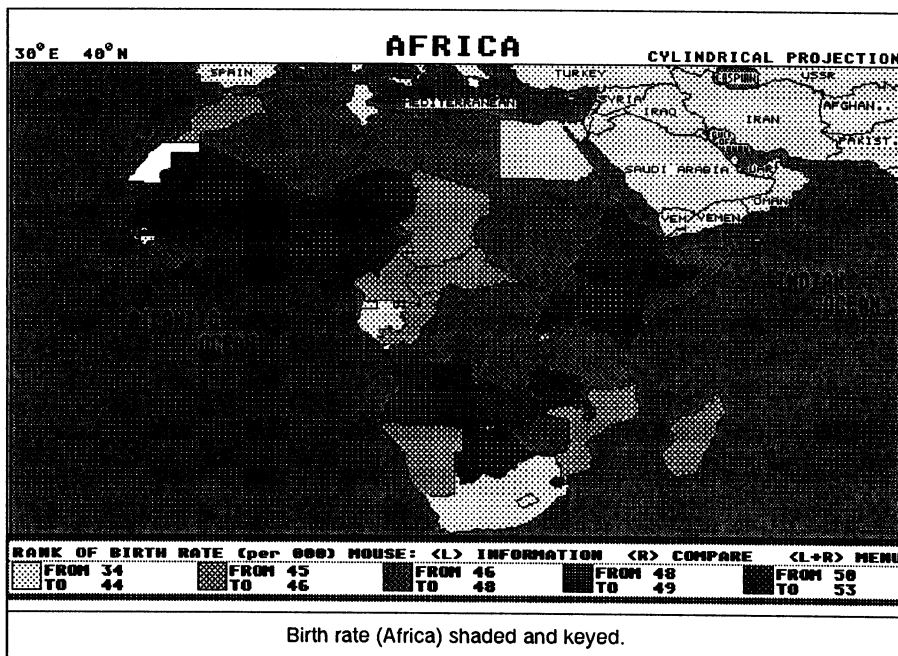 AFRICA
30°E 40°N
CYLINDRICAL PROJECTION
SPAIN
TURKEY
CASPIAN
USSR
MEDITERRANEAN
SYRIA
IRAQ
IRAN
AFGHAN..
PAKIST.
SAUDI ARABIA
OMAN
YEM
YEMEN
RANK OF BIRTH RATE (per 000) MOUSE: <L> INFORMATION <R> COMPARE <L+R> MENU
FROM 34 FROM 45 FROM 46 FROM 48 FROM 50
TO 44 TO 46 TO 48 TO 49 TO 53
Birth rate (Africa) shaded and keyed.